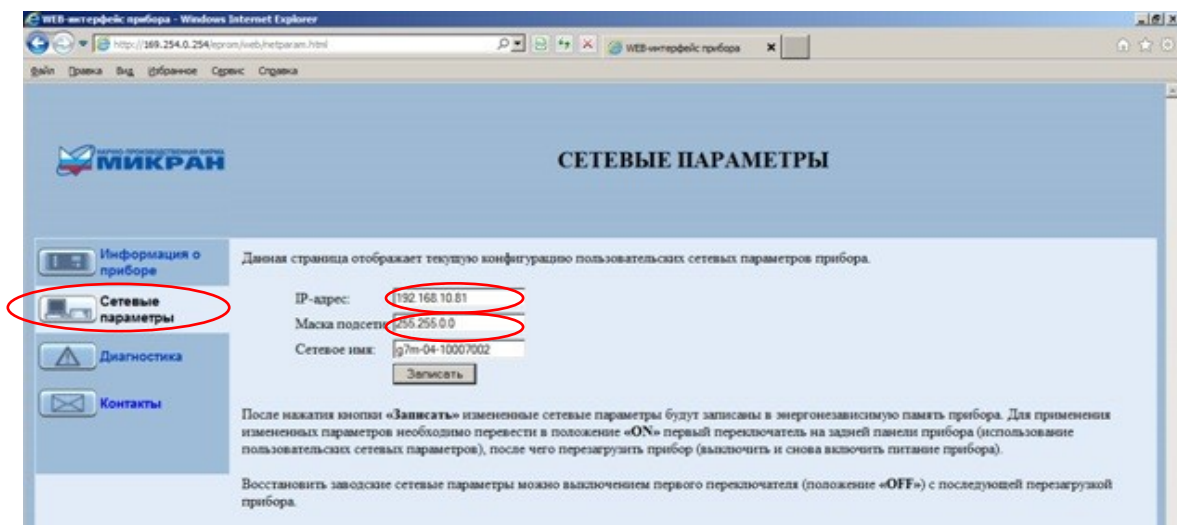 WEB-интерфейс прибора - Windows Internet Explorer
http://169.254.0.254/eprom/web/netparam.html
WEB-интерфейс прибора
Файл Правка Вид Избранное Сервис Справка
НАУЧНО-ПРОИЗВОДСТВЕННАЯ ФИРМА
МИКРАН
СЕТЕВЫЕ ПАРАМЕТРЫ
Информация о
приборе
Сетевые
параметры
Диагностика
Контакты
Данная страница отображает текущую конфигурацию пользовательских сетевых параметров прибора.
IP-адрес: 192.168.10.81
Маска подсети 255.255.0.0
Сетевое имя: g7m-04-10007002
Записать
После нажатия кнопки «Записать» измененные сетевые параметры будут записаны в энергонезависимую память прибора. Для применения
измененных параметров необходимо перевести в положение «ON» первый переключатель на задней панели прибора (использование
пользовательских сетевых параметров), после чего перезагрузить прибор (выключить и снова включить питание прибора).
Восстановить заводские сетевые параметры можно выключением первого переключателя (положение «OFF») с последующей перезагрузкой
прибора.